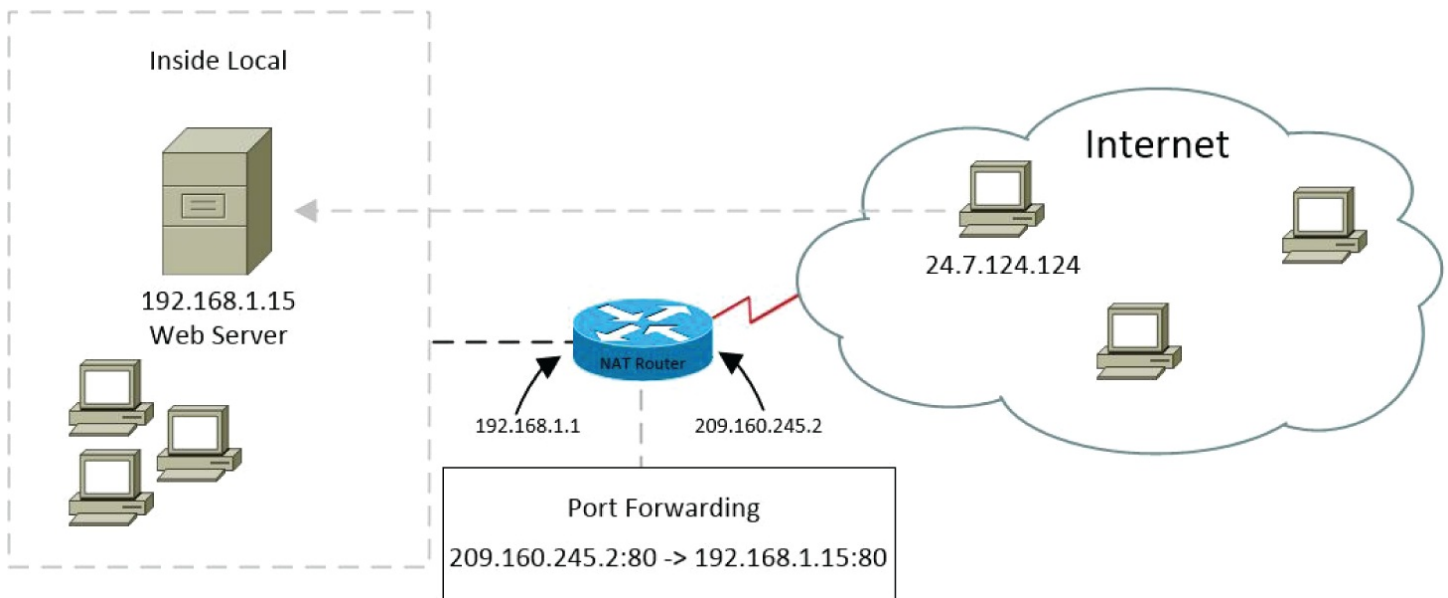 Inside Local
192.168.1.15
Web Server
Internet
24.7.124.124
NAT Router
192.168.1.1
209.160.245.2
Port Forwarding
209.160.245.2:80 -> 192.168.1.15:80